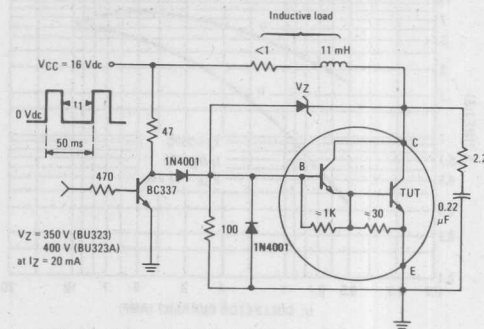 Inductive load
<1
11 mH
VCC = 16 Vdc
VZ
t1
0 Vdc
50 ms
47
1N4001
B
C
2.2
470
BC337
TUT
≈ 1K
≈ 30
0.22
µF
VZ = 350 V (BU323)
400 V (BU323A)
at IZ = 20 mA
100
1N4001
E